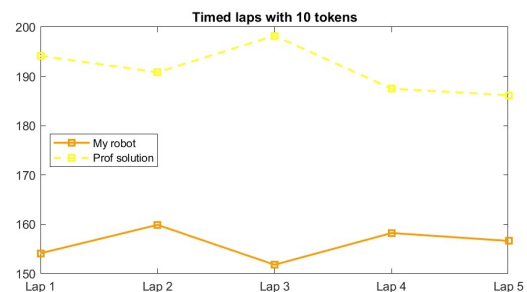 Timed laps with 10 tokens
200
190
180
170
160
150
My robot
Prof solution
Lap 1 Lap 2 Lap 3 Lap 4 Lap 5